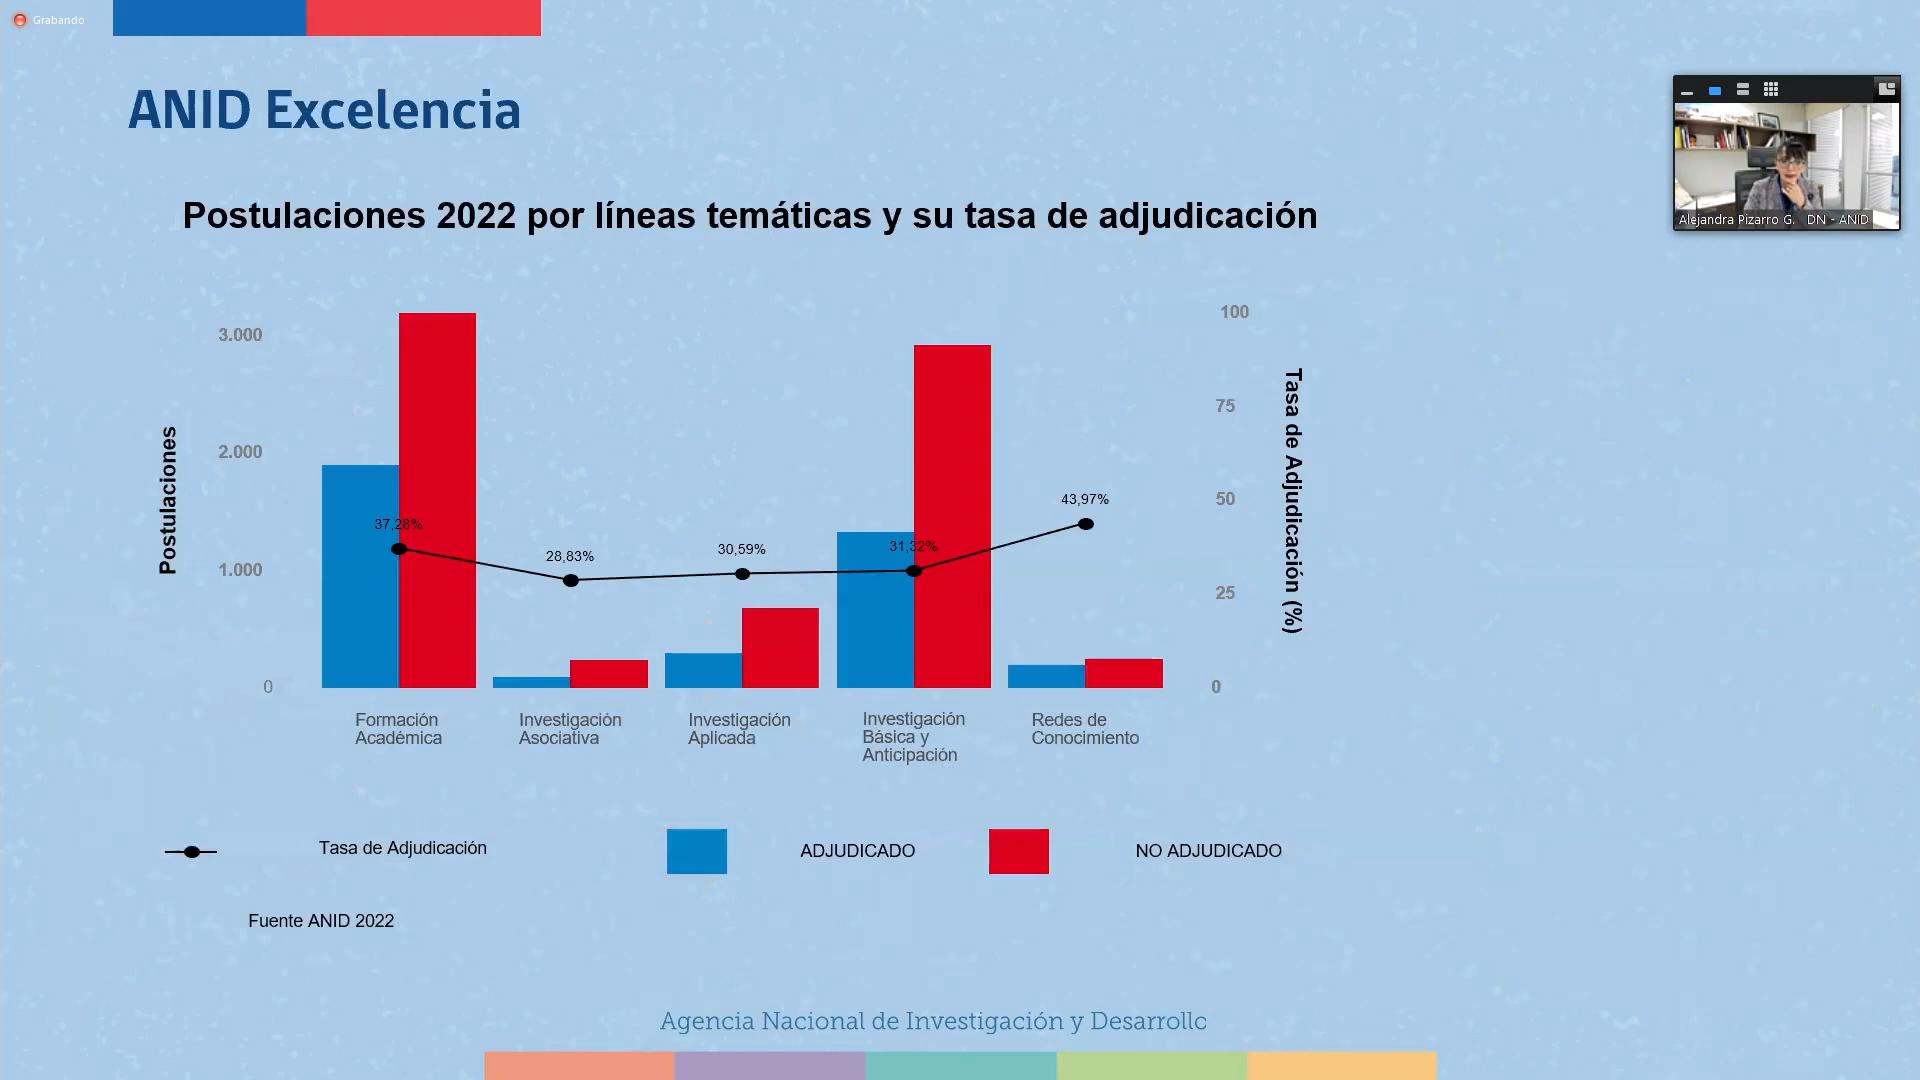 Grabando
ANID Excelencia
Alejandra Pizarro G. DN - ANID
Postulaciones 2022 por líneas temáticas y su tasa de adjudicación
Postulaciones
3.000
2.000
1.000
0
37,28%
28,83%
30,59%
31,32%
43,97%
100
75
50
25
0
Tasa de Adjudicación (%)
Formación
Académica
Investigación
Asociativa
Investigación
Aplicada
Investigación
Básica y
Anticipación
Redes de
Conocimiento
Tasa de Adjudicación
ADJUDICADO
NO ADJUDICADO
Fuente ANID 2022
Agencia Nacional de Investigación y Desarrollo